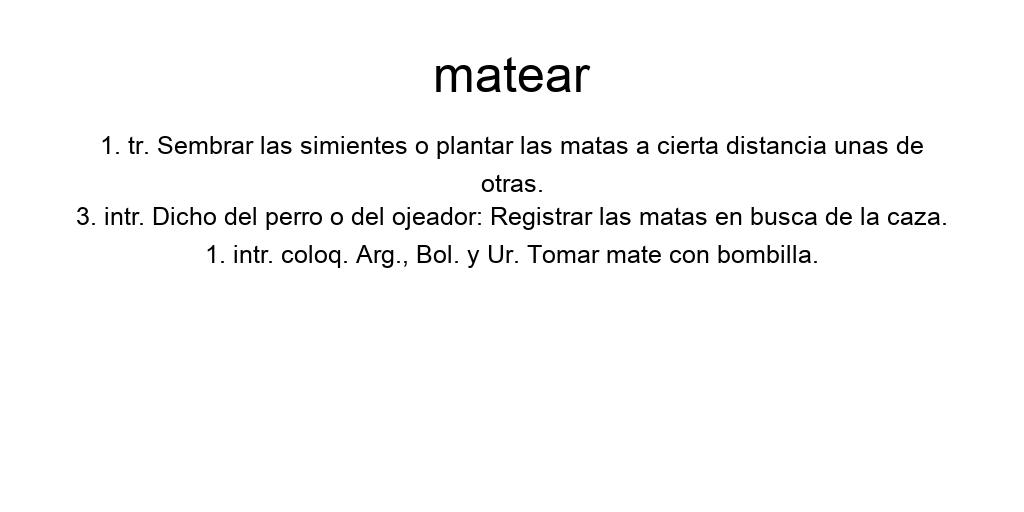 matear
1. tr. Sembrar las simientes o plantar las matas a cierta distancia unas de
otras.
3. intr. Dicho del perro o del ojeador: Registrar las matas en busca de la caza.
1. intr. coloq. Arg., Bol. y Ur. Tomar mate con bombilla.